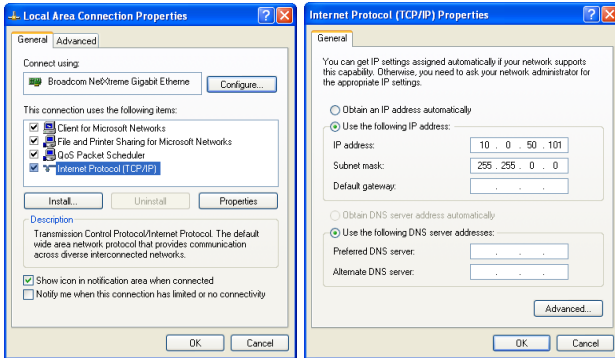 Local Area Connection Properties
General
Advanced
Connect using:
Broadcom NetXtreme Gigabit Etherne
Configure...
This connection uses the following items:
Client for Microsoft Networks
File and Printer Sharing for Microsoft Networks
QoS Packet Scheduler
Internet Protocol (TCP/IP)
Install...
Uninstall
Properties
Description
Transmission Control Protocol/Internet Protocol. The default
wide area network protocol that provides communication
across diverse interconnected networks.
Show icon in notification area when connected
Notify me when this connection has limited or no connectivity
OK
Cancel
Internet Protocol (TCP/IP) Properties
General
You can get IP settings assigned automatically if your network supports
this capability. Otherwise, you need to ask your network administrator for
the appropriate IP settings.
Obtain an IP address automatically
Use the following IP address:
IP address: 10 . 0 . 50 . 101
Subnet mask: 255 . 255 . 0 . 0
Default gateway: . . .
Obtain DNS server address automatically
Use the following DNS server addresses:
Preferred DNS server: . . .
Alternate DNS server: . . .
Advanced...
OK
Cancel